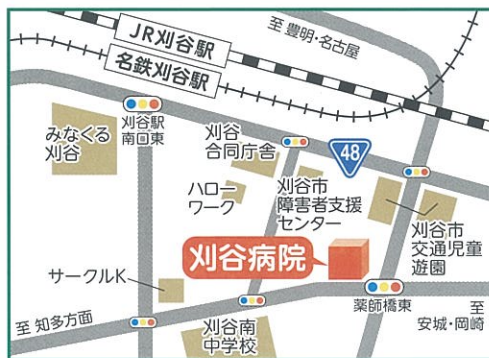 JR刈谷駅
至 豊明・名古屋
名鉄刈谷駅
みなくる
刈谷
刈谷駅
南口東
刈谷
合同庁舎
48
ハロー
ワーク
刈谷市
障害者支援
センター
刈谷市
交通児童
遊園
刈谷病院
サークルK
薬師橋東
至 知多方面
刈谷南
中学校
至
安城・岡崎